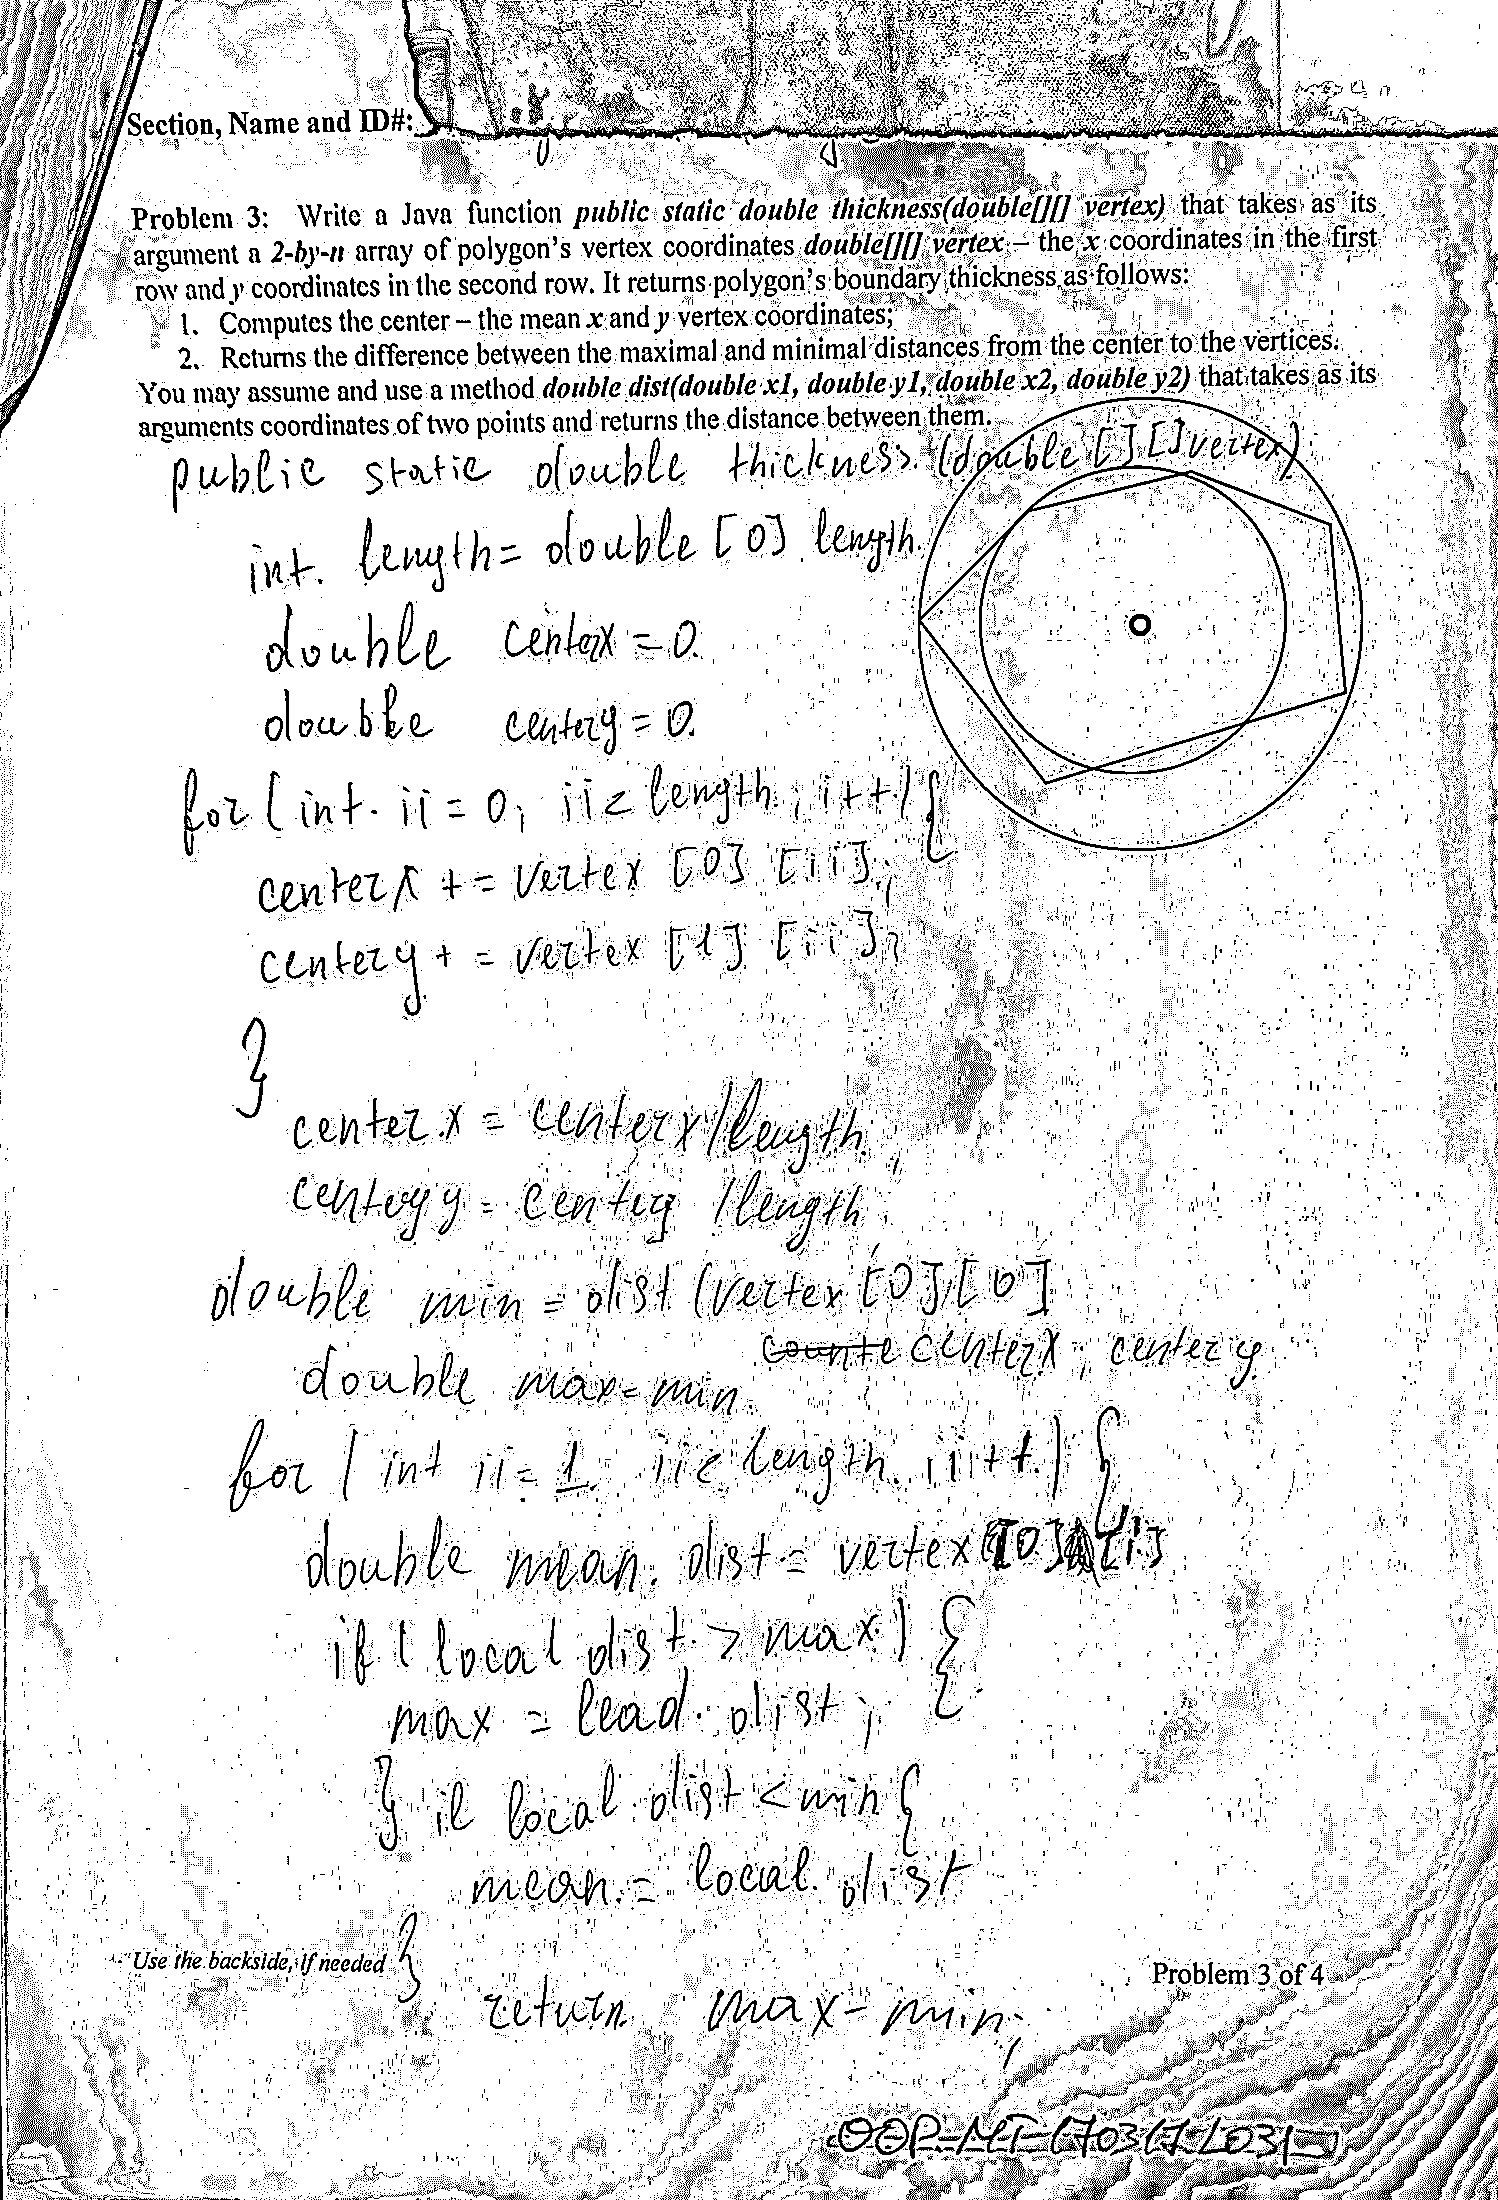 Section, Name and ID#:
Problem 3: Write a Java function public static double thickness(double[][] vertex) that takes as its
argument a 2-by-n array of polygon's vertex coordinates double[][] vertex – the x coordinates in the first
row and y coordinates in the second row. It returns polygon's boundary thickness as follows:
1. Computes the center – the mean x and y vertex coordinates;
2. Returns the difference between the maximal and minimal distances from the center to the vertices.
You may assume and use a method double dist(double x1, double y1, double x2, double y2) that takes as its
arguments coordinates of two points and returns the distance between them.
public static double thickness (double [] [] vertex)
int length = double [0] length
double centerx = 0.
double centery = 0.
for (int ii = 0; ii < length; i++) {
centerx += vertex [0] [ii];
centery += vertex [1] [ii];
}
center x = centerx / length
centery y = centery / length
double min = dist (vertex [0] [0]
centerx, center y
double max = min.
for ( int ii = 1 ii < length ii++) {
double mean. dist = vertex [0] [i]
if ( local dist > max) {
max = lead. dist;
} if local dist < min {
mean. = local. dist
Use the backside, if needed }
Problem 3 of 4
return max - min;